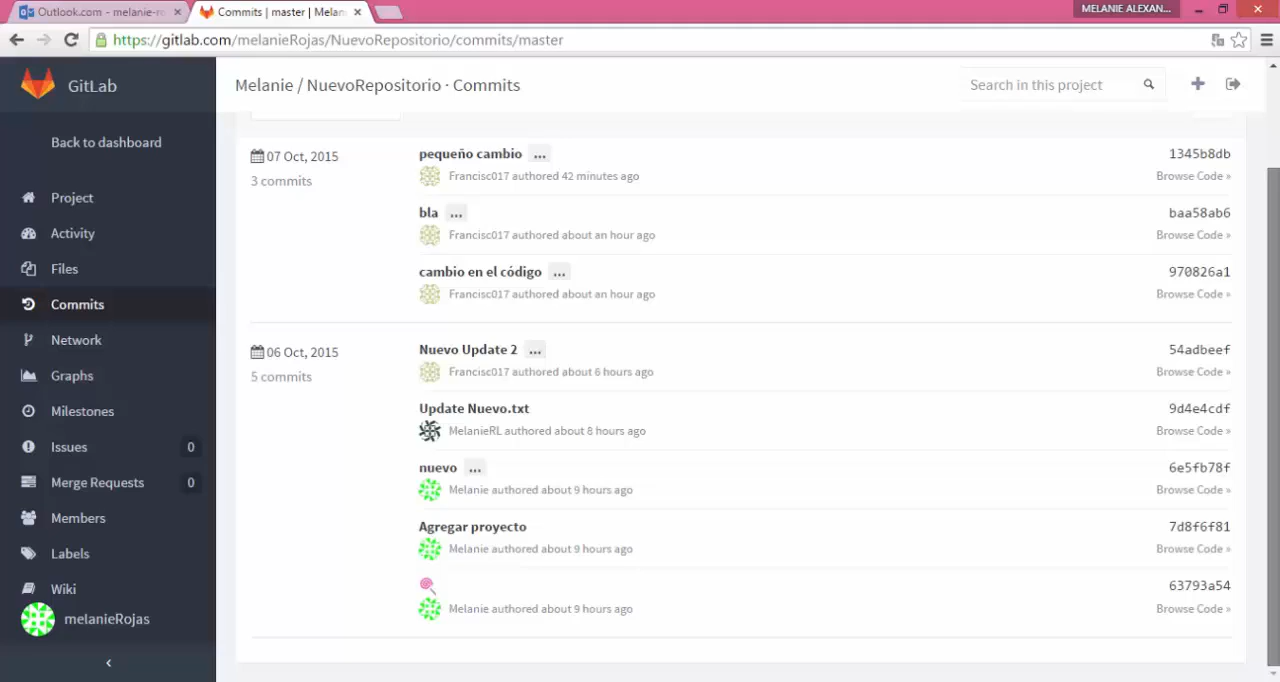 Outlook.com - melanie-ro
Commits | master | Melan
MELANIE ALEXAN...
https://gitlab.com/melanieRojas/NuevoRepositorio/commits/master
GitLab
Melanie / NuevoRepositorio · Commits
Search in this project
Back to dashboard
Project
Activity
Files
Commits
Network
Graphs
Milestones
Issues 0
Merge Requests 0
Members
Labels
Wiki
melanieRojas
07 Oct, 2015
3 commits
pequeño cambio ... 1345b8db
Francisc017 authored 42 minutes ago Browse Code »
bla ... baa58ab6
Francisc017 authored about an hour ago Browse Code »
cambio en el código ... 970826a1
Francisc017 authored about an hour ago Browse Code »
06 Oct, 2015
5 commits
Nuevo Update 2 ... 54adbeef
Francisc017 authored about 6 hours ago Browse Code »
Update Nuevo.txt 9d4e4cdf
MelanieRL authored about 8 hours ago Browse Code »
nuevo ... 6e5fb78f
Melanie authored about 9 hours ago Browse Code »
Agregar proyecto 7d8f6f81
Melanie authored about 9 hours ago Browse Code »
63793a54
Melanie authored about 9 hours ago Browse Code »